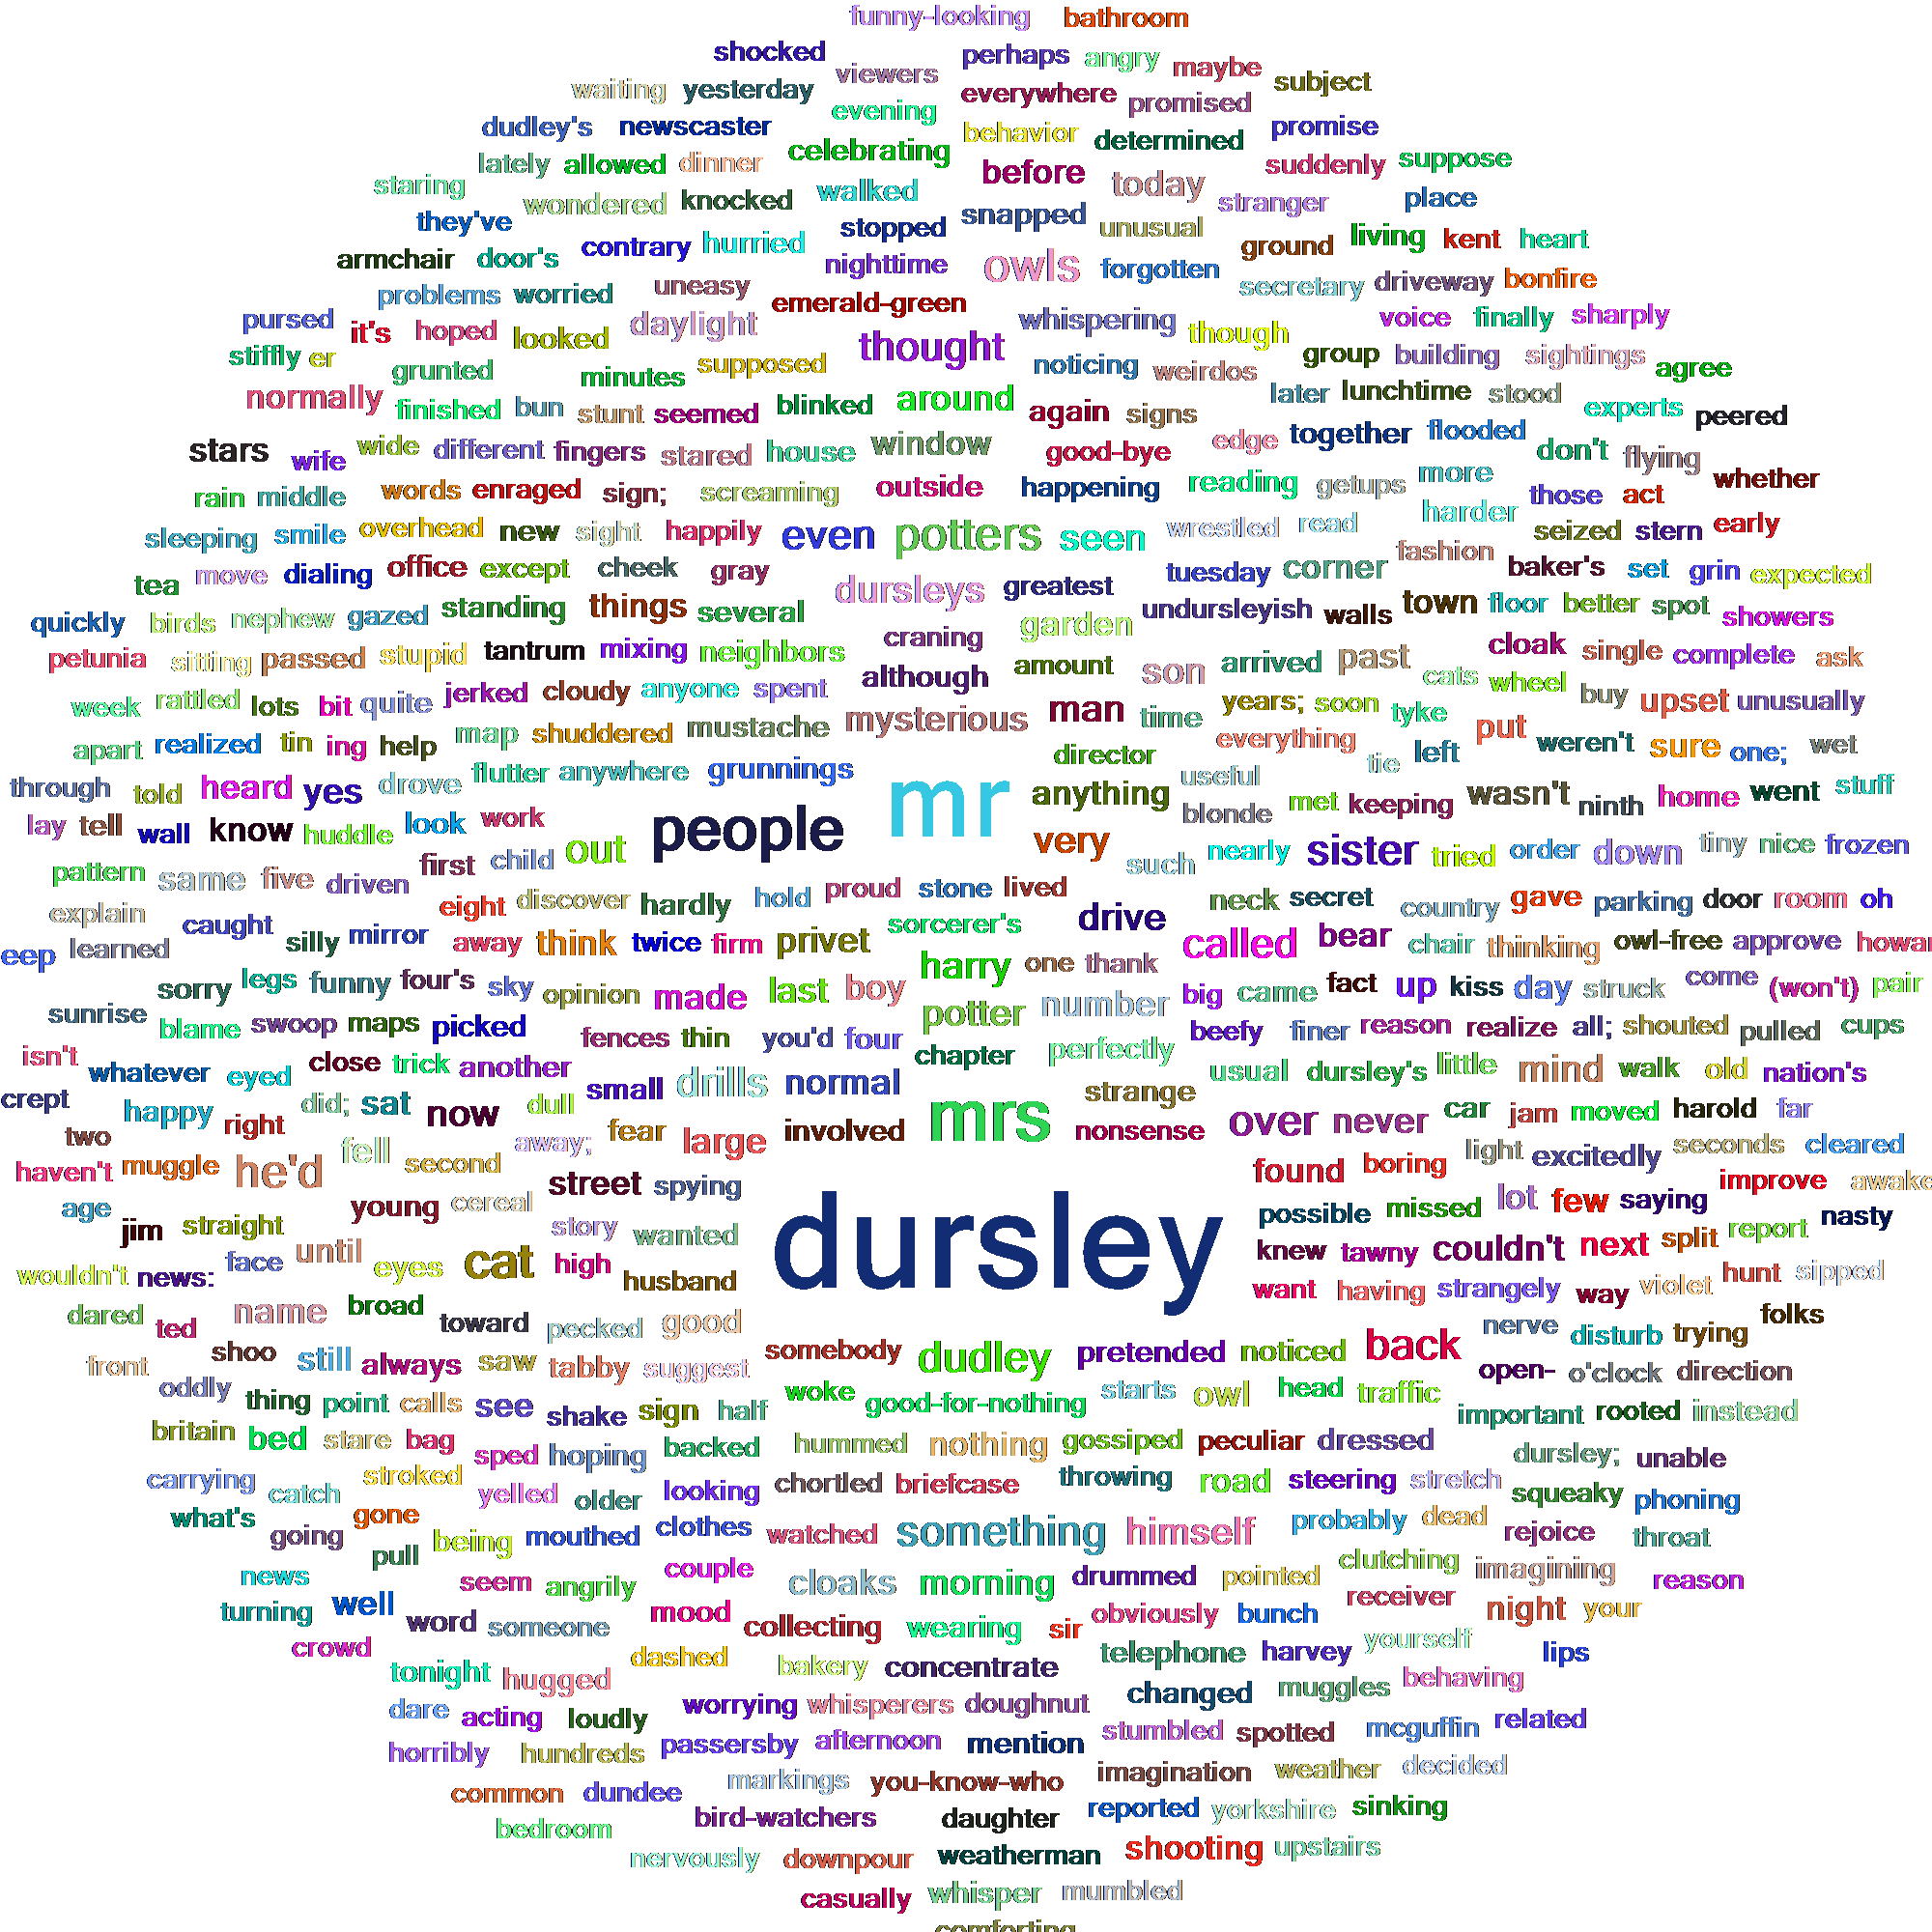 funny-looking bathroom
shocked perhaps angry maybe
viewers subject
waiting yesterday everywhere promised
evening
dudley's newscaster behavior determined promise
lately allowed dinner celebrating before suddenly suppose
staring wondered knocked walked today stranger place
they've stopped snapped unusual
armchair door's contrary hurried nighttime owls forgotten ground living kent heart
problems worried uneasy emerald-green secretary driveway bonfire
pursed it's hoped looked daylight whispering though voice finally sharply
stiffly er grunted minutes supposed thought noticing weirdos group building sightings agree
normally finished bun stunt seemed blinked around again signs later lunchtime stood experts peered
stars wife wide different fingers stared house window good-bye edge together flooded don't flying
rain middle words enraged sign; screaming outside happening reading getups more those act whether
sleeping smile overhead new sight happily even potters seen wrestled read harder seized stern early
tea move dialing office except cheek gray dursleys greatest tuesday corner fashion baker's set grin expected
quickly birds nephew gazed standing things several craning garden undursleyish walls town floor better spot showers
petunia sitting passed stupid tantrum mixing neighbors although amount son arrived past cats cloak single complete ask
week rattled lots bit quite jerked cloudy anyone spent mysterious man time years; soon tyke wheel buy upset unusually
apart realized tin ing help map shuddered mustache director everything tie left put weren't sure one; wet
through told heard yes drove flutter anywhere grunnings mr anything useful met keeping wasn't ninth home went stuff
lay tell wall know huddle look work people very blonde
pattern same five driven first child out such nearly sister tried order down tiny nice frozen
explain caught eight discover hardly hold proud stone lived neck secret country gave parking door room oh
eep learned silly mirror away think twice firm privet sorcerer's drive called bear chair thinking owl-free approve howar
sorry legs funny four's sky opinion made last boy harry one thank big came fact up kiss day struck come (won't) pair
sunrise blame swoop maps picked fences thin you'd four potter number beefy finer reason realize all; shouted pulled cups
isn't whatever eyed close trick another small drills normal chapter perfectly usual dursley's little mind walk old nation's
crept happy right did; sat now dull involved mrs strange over never car jam moved harold far
two haven't muggle he'd fell second away; fear large nonsense found boring light excitedly seconds cleared
age jim straight young cereal street spying possible missed lot few saying improve awake
wouldn't news: face until eyes cat high story wanted husband dursley knew tawny couldn't next split report nasty
dared ted name broad toward pecked good want having strangely way violet hunt sipped
front shoo still always saw tabby suggest somebody dudley pretended noticed back nerve disturb trying folks
oddly thing point calls see shake sign half woke good-for-nothing starts owl head traffic open- o'clock direction
britain bed stare bag sped hoping backed hummed nothing gossiped peculiar dressed important rooted instead
carrying catch stroked yelled older looking chortled briefcase throwing road steering stretch dursley; unable
what's going gone being mouthed clothes watched something himself probably dead squeaky phoning
pull rejoice throat
news seem angrily couple cloaks morning drummed pointed clutching imagining reason
turning well word someone mood collecting wearing sir obviously bunch receiver night your
crowd tonight hugged dashed bakery concentrate telephone harvey yourself lips
dare acting loudly worrying whisperers doughnut changed muggles behaving
horribly hundreds passersby afternoon mention stumbled spotted mcguffin related
common dundee markings you-know-who imagination weather decided
bedroom bird-watchers daughter reported yorkshire sinking
nervously downpour weatherman shooting upstairs
casually whisper mumbled
comforting